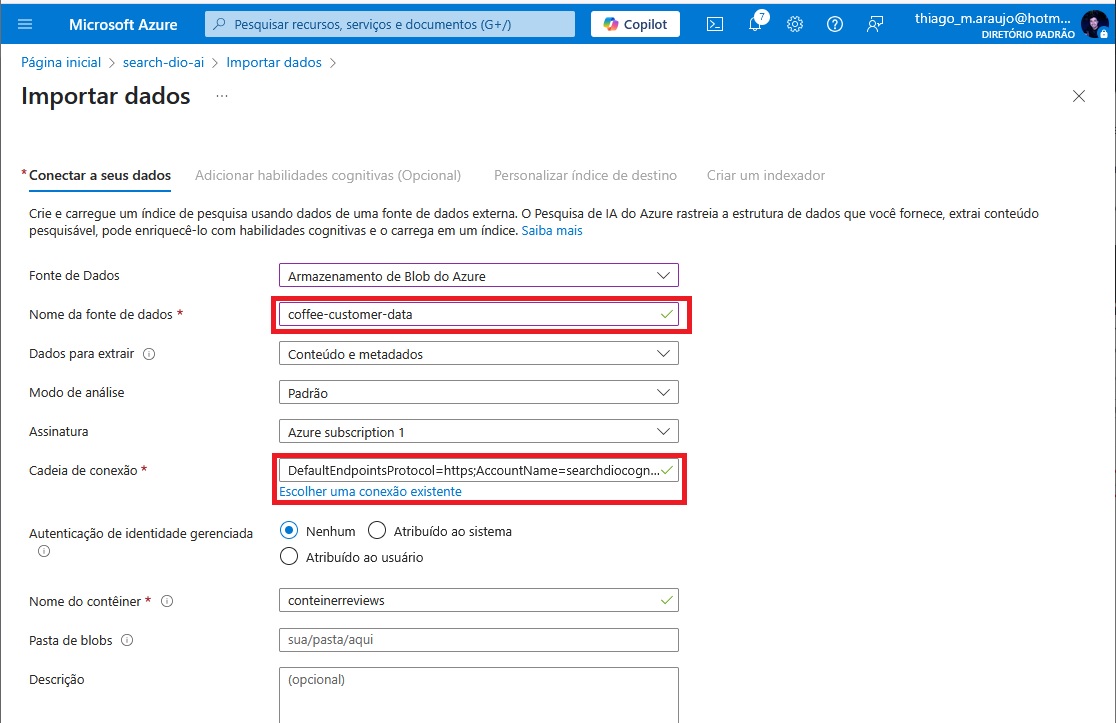 Microsoft Azure
Pesquisar recursos, serviços e documentos (G+/)
Copilot
7
thiago_m.araujo@hotm...
DIRETÓRIO PADRÃO
Página inicial > search-dio-ai > Importar dados >
Importar dados ...
* Conectar a seus dados Adicionar habilidades cognitivas (Opcional) Personalizar índice de destino Criar um indexador
Crie e carregue um índice de pesquisa usando dados de uma fonte de dados externa. O Pesquisa de IA do Azure rastreia a estrutura de dados que você fornece, extrai conteúdo
pesquisável, pode enriquecê-lo com habilidades cognitivas e o carrega em um índice. Saiba mais
Fonte de Dados Armazenamento de Blob do Azure
Nome da fonte de dados * coffee-customer-data
Dados para extrair Conteúdo e metadados
Modo de análise Padrão
Assinatura Azure subscription 1
Cadeia de conexão * DefaultEndpointsProtocol=https;AccountName=searchdiocogn...
Escolher uma conexão existente
Autenticação de identidade gerenciada Nenhum Atribuído ao sistema
Atribuído ao usuário
Nome do contêiner * conteinerreviews
Pasta de blobs sua/pasta/aqui
Descrição (opcional)